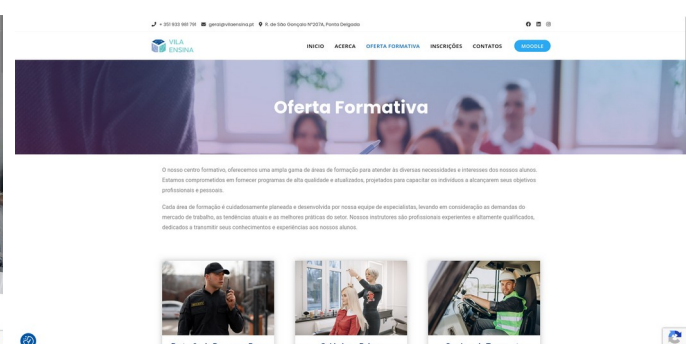 + 351 933 981 791 geral@vilaensina.pt R. de São Gonçalo Nº207A, Ponta Delgada
VILA
ENSINA
INICIO ACERCA OFERTA FORMATIVA INSCRIÇÕES CONTATOS MOODLE
Oferta Formativa
O nosso centro formativo, oferecemos uma ampla gama de áreas de formação para atender às diversas necessidades e interesses dos nossos alunos.
Estamos comprometidos em fornecer programas de alta qualidade e atualizados, projetados para capacitar os indivíduos a alcançarem seus objetivos
profissionais e pessoais.
Cada área de formação é cuidadosamente planeada e desenvolvida por nossa equipe de especialistas, levando em consideração as demandas do
mercado de trabalho, as tendências atuais e as melhores práticas do setor. Nossos instrutores são profissionais experientes e altamente qualificados,
dedicados a transmitir seus conhecimentos e experiências aos nossos alunos.